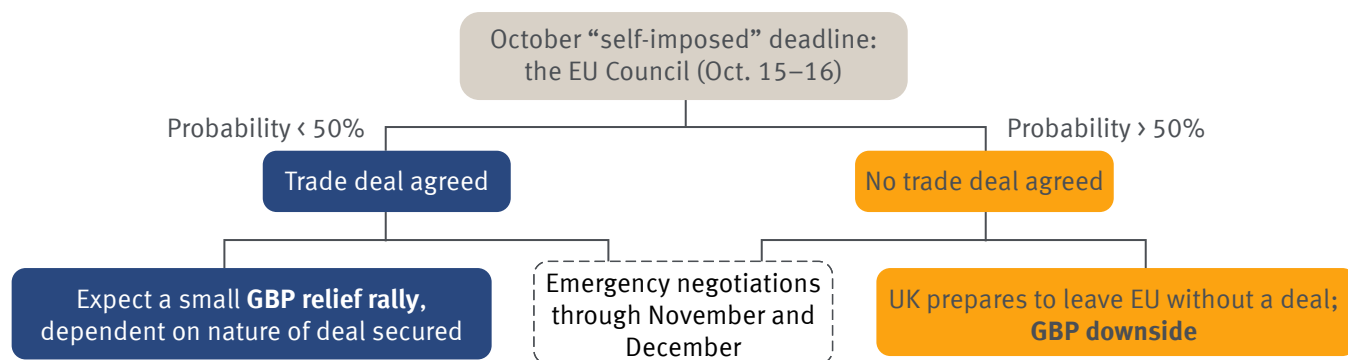 October “self-imposed” deadline:
the EU Council (Oct. 15–16)
Probability < 50%
Probability > 50%
Trade deal agreed
No trade deal agreed
Expect a small GBP relief rally,
dependent on nature of deal secured
Emergency negotiations
through November and
December
UK prepares to leave EU without a deal;
GBP downside